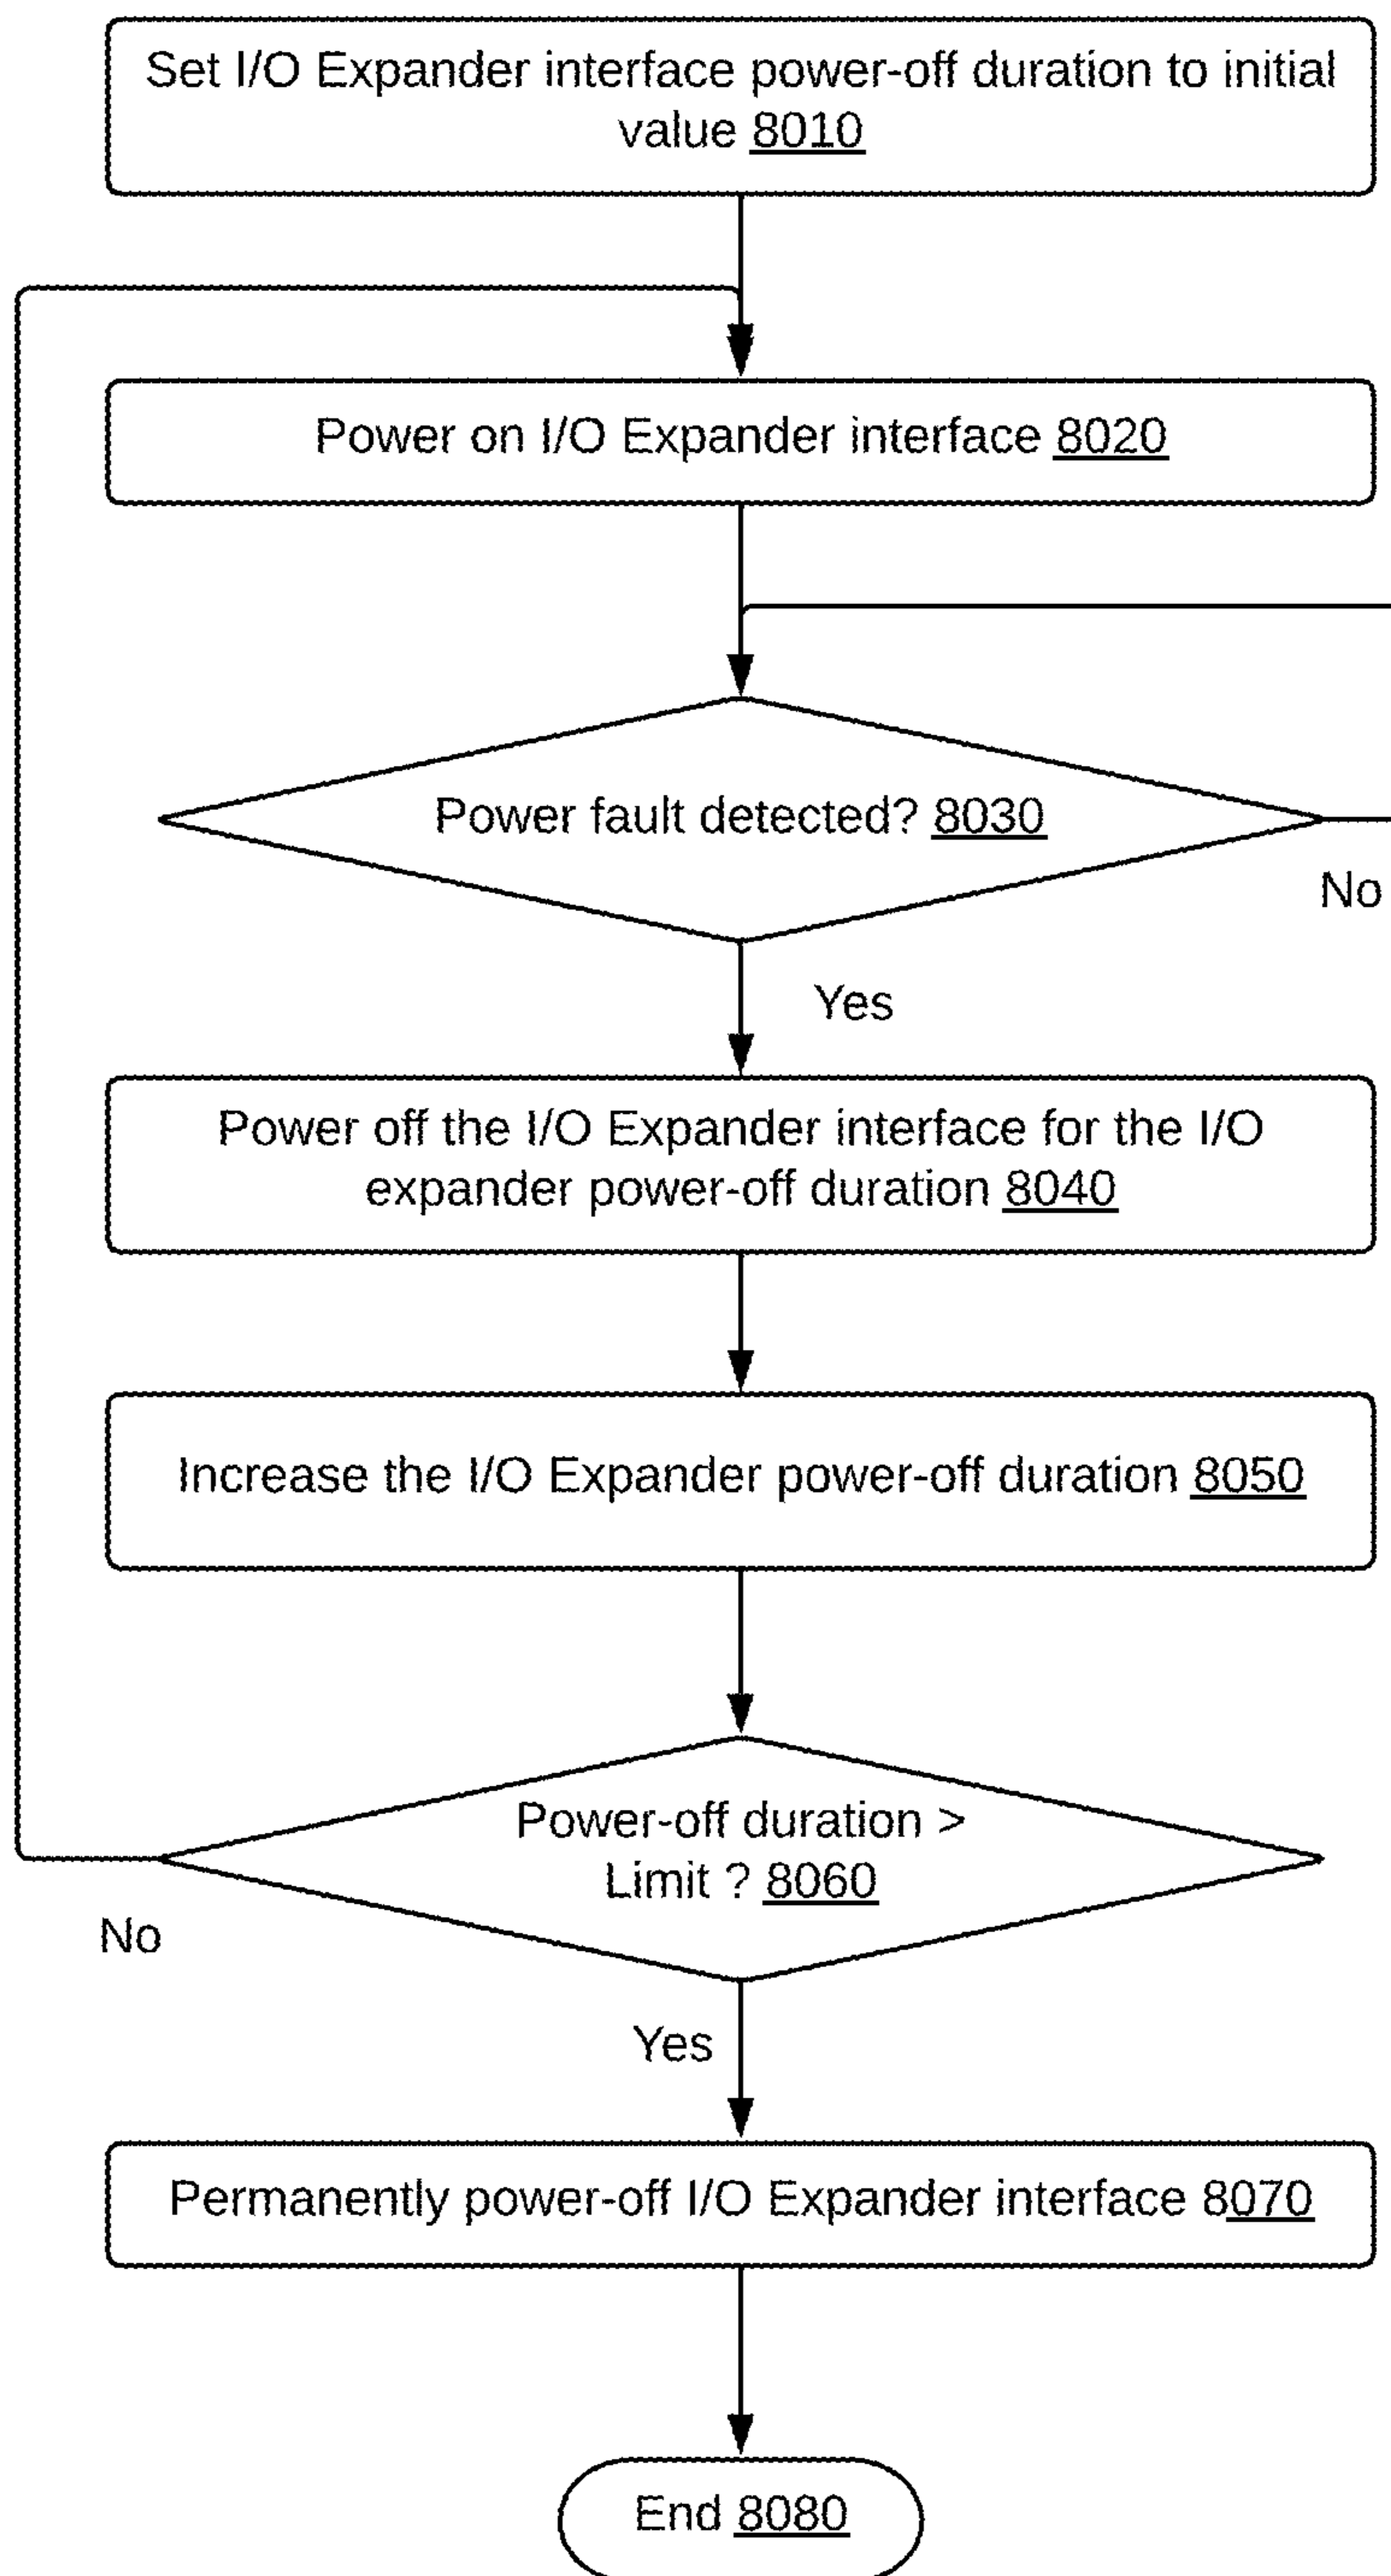 Set I/O Expander interface power-off duration to initial
value 8010
Power on I/O Expander interface 8020
Power fault detected? 8030
No
Yes
Power off the I/O Expander interface for the I/O
expander power-off duration 8040
Increase the I/O Expander power-off duration 8050
Power-off duration >
Limit ? 8060
No
Yes
Permanently power-off I/O Expander interface 8070
End 8080